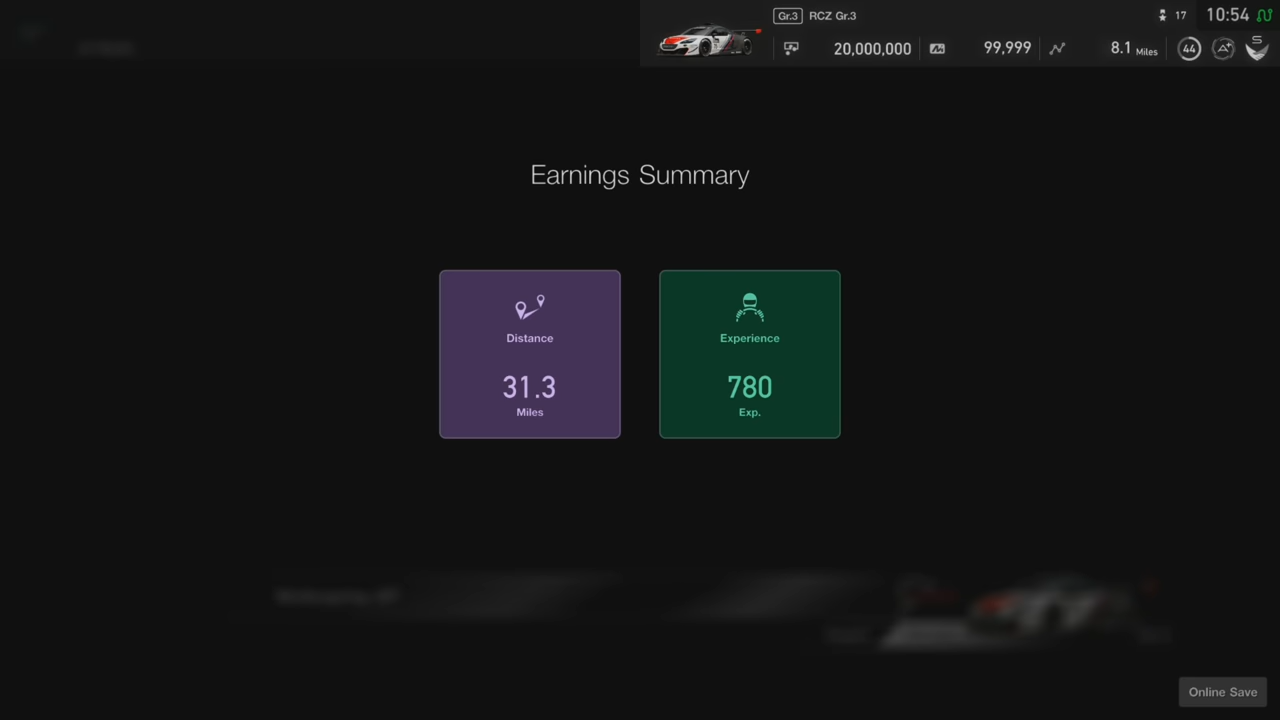 Gr.3 RCZ Gr.3
17 10:54
20,000,000 99,999 8.1 Miles 44 A+ S
Earnings Summary
Distance
31.3
Miles
Experience
780
Exp.
Online Save